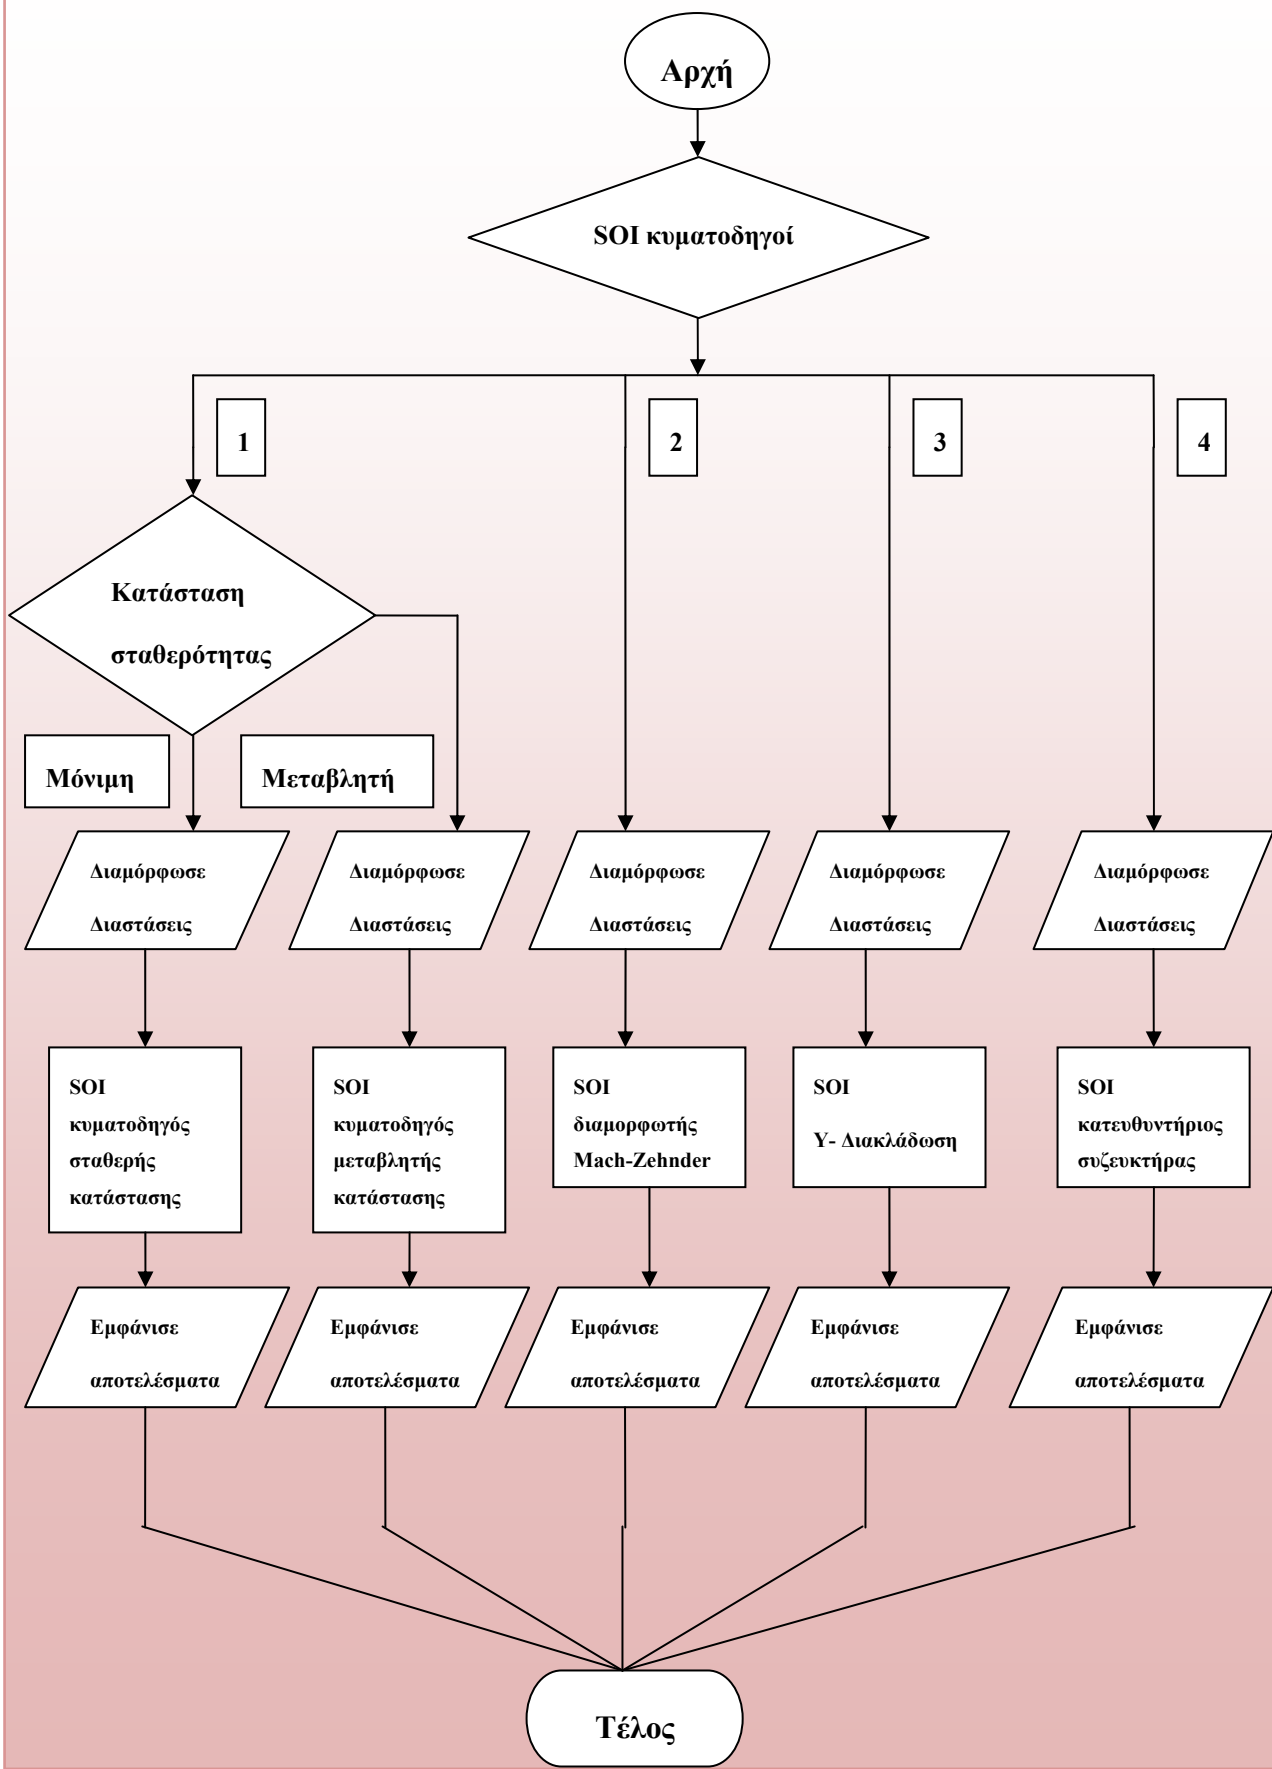 Αρχή
SOI κυματοδηγοί
1
2
3
4
Κατάσταση
σταθερότητας
Μόνιμη
Μεταβλητή
Διαμόρφωσε
Διαστάσεις
Διαμόρφωσε
Διαστάσεις
Διαμόρφωσε
Διαστάσεις
Διαμόρφωσε
Διαστάσεις
Διαμόρφωσε
Διαστάσεις
SOI
κυματοδηγός
σταθερής
κατάστασης
SOI
κυματοδηγός
μεταβλητής
κατάστασης
SOI
διαμορφωτής
Mach-Zehnder
SOI
Υ- Διακλάδωση
SOI
κατευθυντήριος
συζευκτήρας
Εμφάνισε
αποτελέσματα
Εμφάνισε
αποτελέσματα
Εμφάνισε
αποτελέσματα
Εμφάνισε
αποτελέσματα
Εμφάνισε
αποτελέσματα
Τέλος